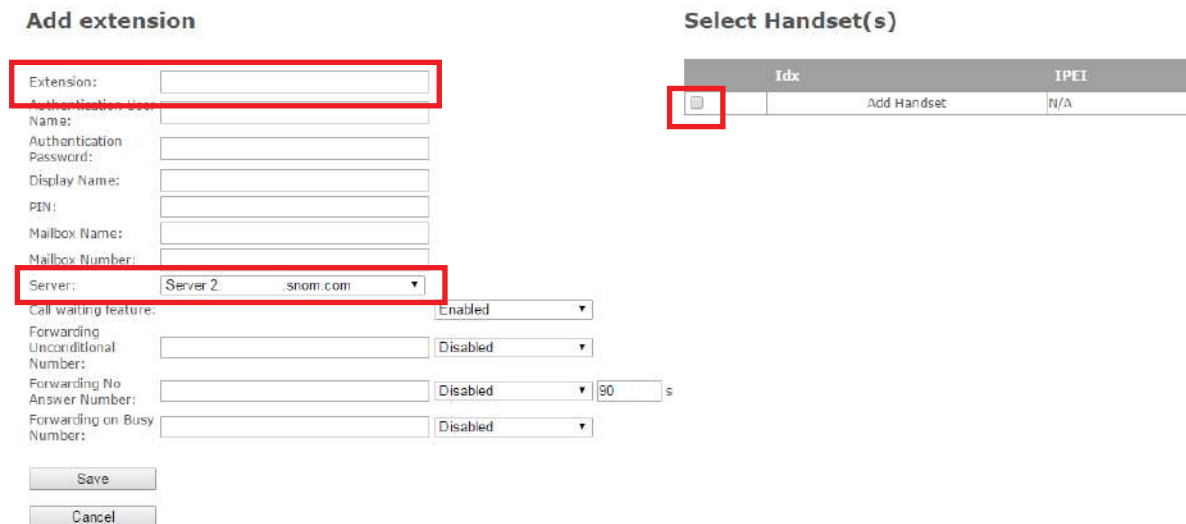 Add extension
Select Handset(s)
Idx IPEI
Extension:
Add Handset N/A
Authentication User
Name:
Authentication
Password:
Display Name:
PIN:
Mailbox Name:
Mailbox Number:
Server: Server 2 .snom.com
Call waiting feature: Enabled
Forwarding
Unconditional Disabled
Number:
Forwarding No
Answer Number: Disabled 90 s
Forwarding on Busy
Number: Disabled
Save
Cancel